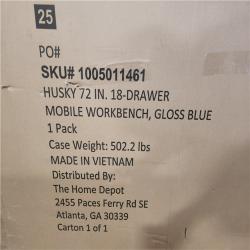 25
PO#
SKU# 1005011461
HUSKY 72 IN. 18-DRAWER
MOBILE WORKBENCH, GLOSS BLUE
1 Pack
Case Weight: 502.2 lbs
MADE IN VIETNAM
Distributed By:
The Home Depot
2455 Paces Ferry Rd SE
Atlanta, GA 30339
Carton 1 of 1